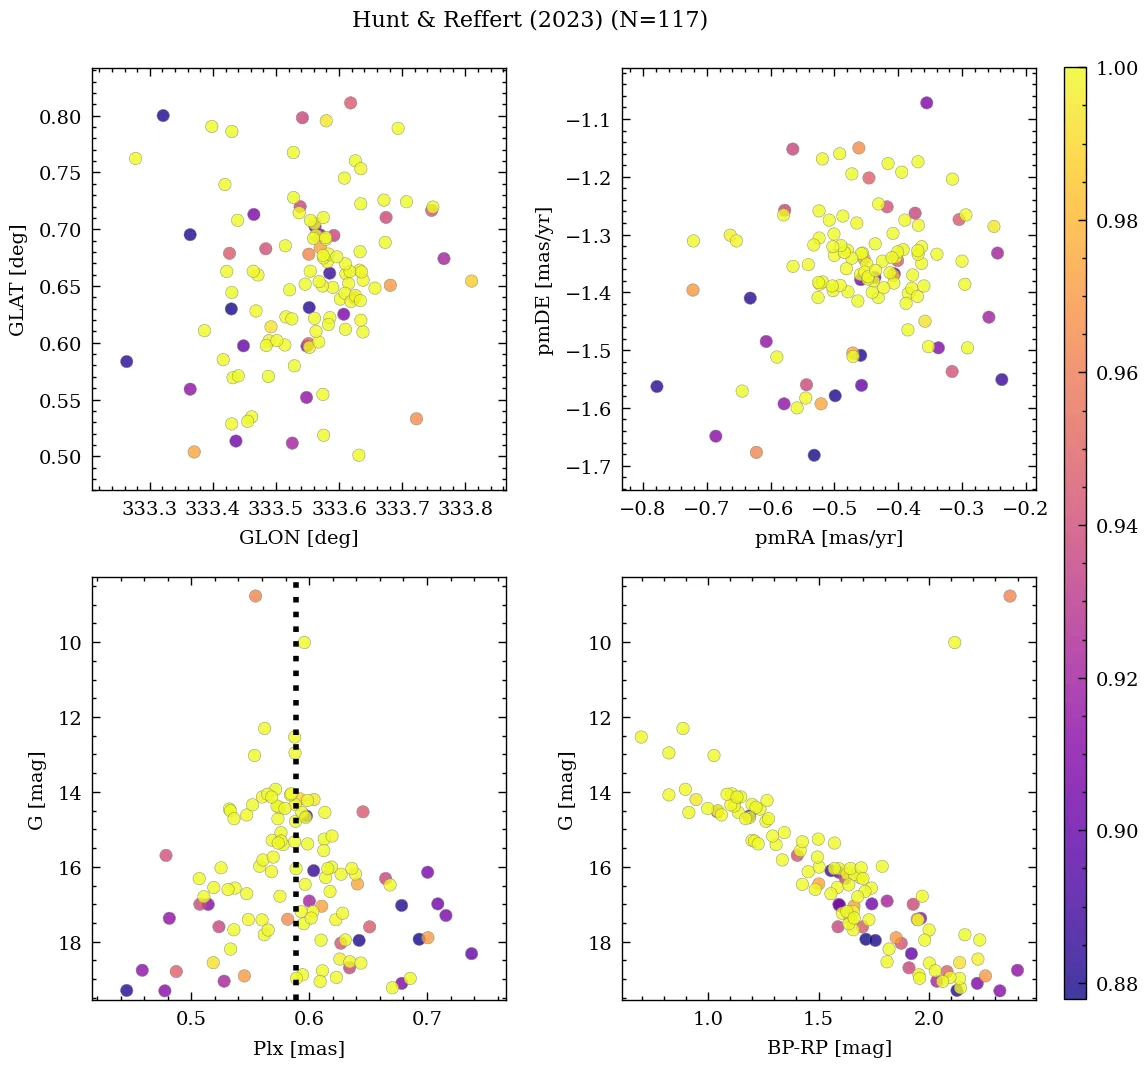 Hunt & Reffert (2023) (N=117)
0.80
0.75
0.70
0.65
0.60
0.55
0.50
GLAT [deg]
333.3 333.4 333.5 333.6 333.7 333.8
GLON [deg]
−1.1
−1.2
−1.3
−1.4
−1.5
−1.6
−1.7
pmDE [mas/yr]
−0.8 −0.7 −0.6 −0.5 −0.4 −0.3 −0.2
pmRA [mas/yr]
10
12
14
16
18
G [mag]
0.5 0.6 0.7
Plx [mas]
10
12
14
16
18
G [mag]
1.0 1.5 2.0
BP-RP [mag]
1.00
0.98
0.96
0.94
0.92
0.90
0.88